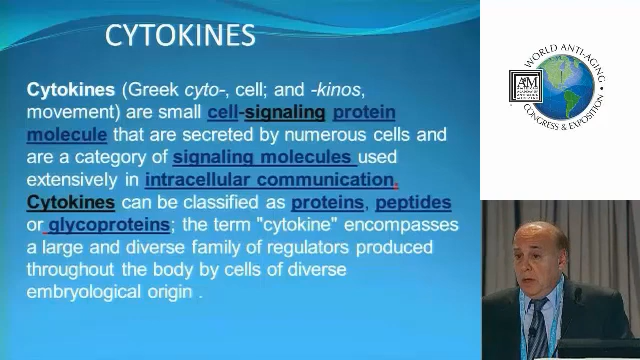 CYTOKINES
Cytokines (Greek cyto-, cell; and -kinos,
movement) are small cell-signaling protein
molecule that are secreted by numerous cells and
are a category of signaling molecules used
extensively in intracellular communication.
Cytokines can be classified as proteins, peptides
or glycoproteins; the term "cytokine" encompasses
a large and diverse family of regulators produced
throughout the body by cells of diverse
embryological origin .
WORLD ANTI-AGING
CONGRESS & EXPOSITION